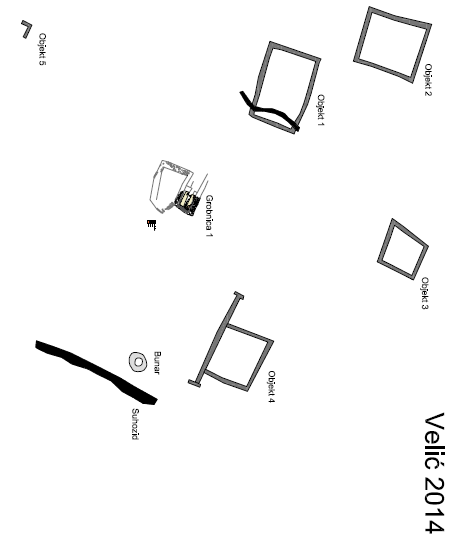 Objekt 5
Objekt 2
Objekt 1
Grobnica 1
Objekt 3
Objekt 4
Bunar
Suhozid
Velić 2014